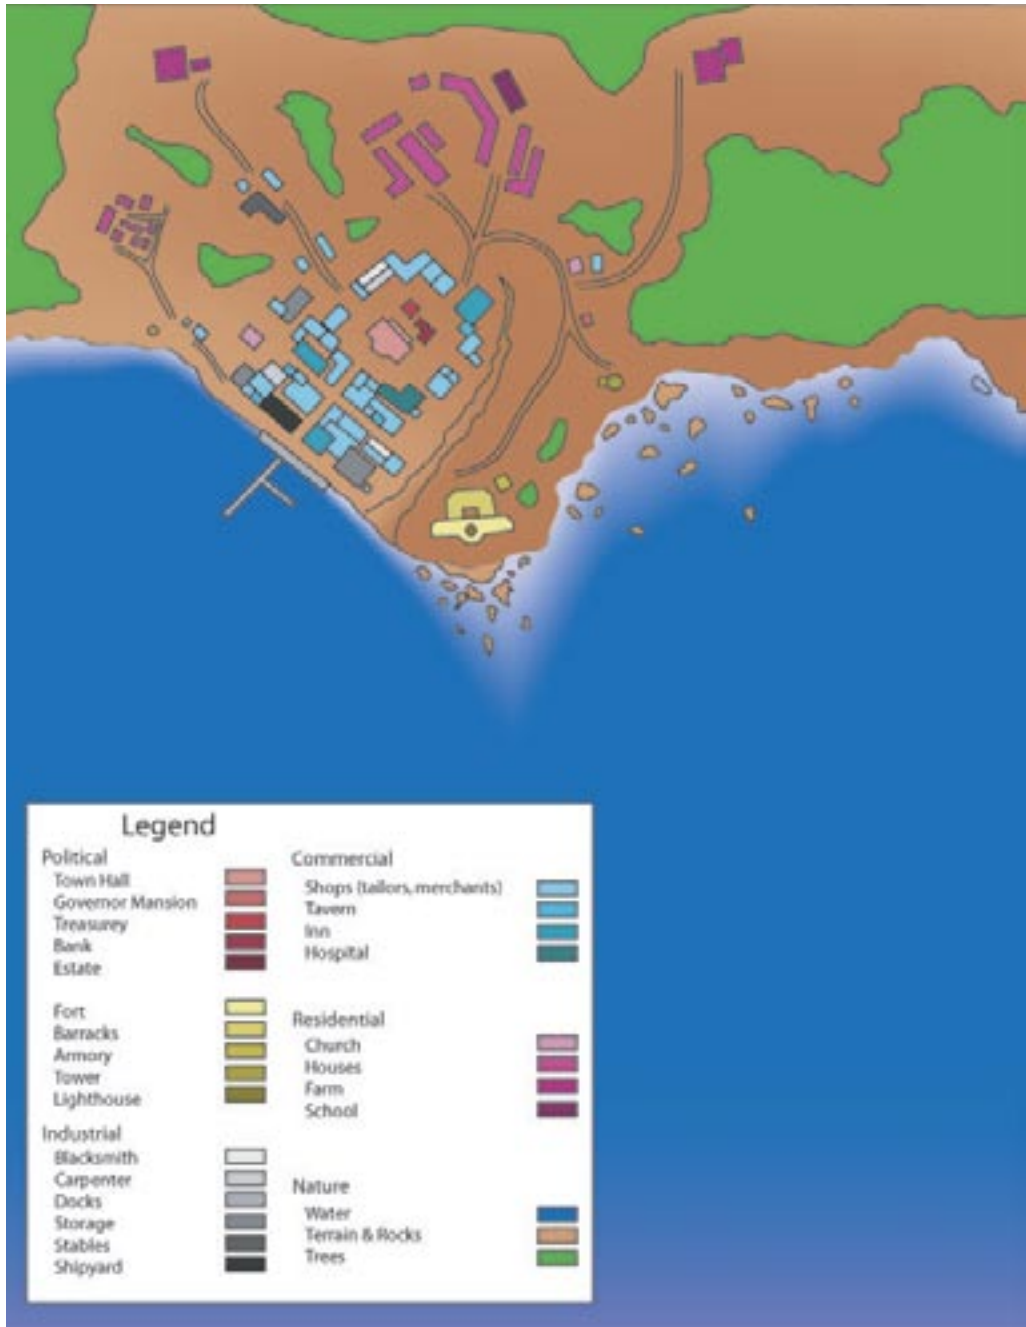 Legend
Political
Town Hall
Governor Mansion
Treasurey
Bank
Estate
Fort
Barracks
Armory
Tower
Lighthouse
Industrial
Blacksmith
Carpenter
Docks
Storage
Stables
Shipyard
Commercial
Shops (tailors, merchants)
Tavern
Inn
Hospital
Residential
Church
Houses
Farm
School
Nature
Water
Terrain & Rocks
Trees